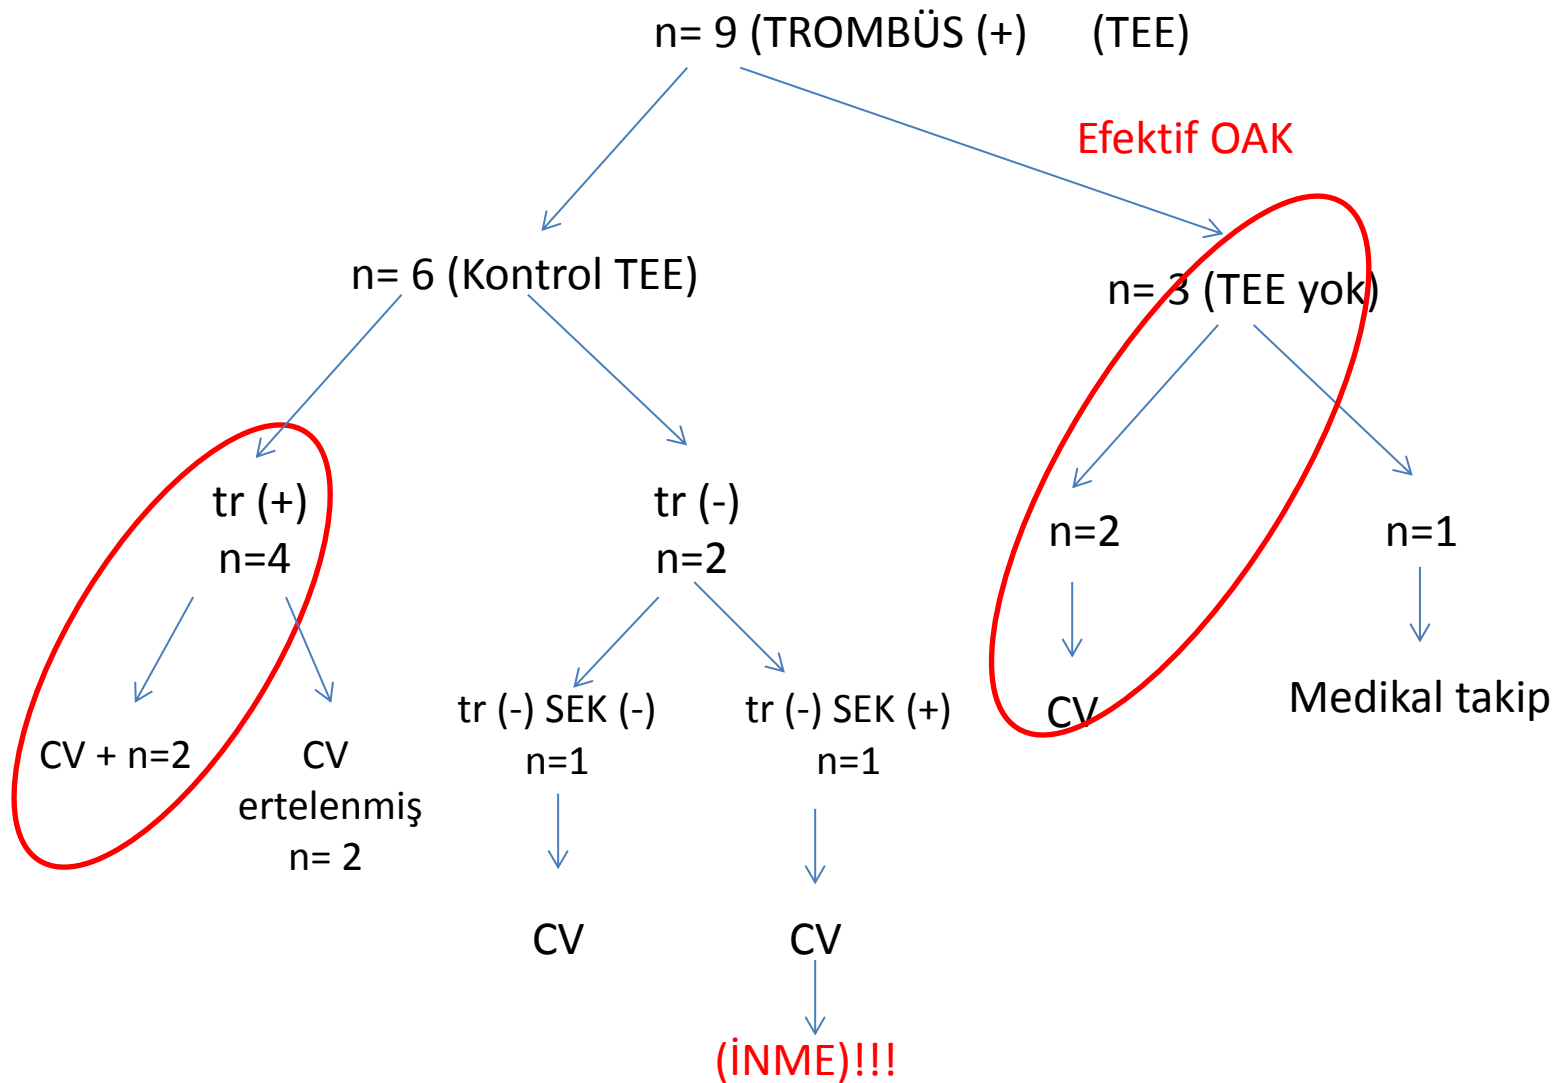 n= 9 (TROMBÜS (+) (TEE)
Efektif OAK
n= 6 (Kontrol TEE)
n= 3 (TEE yok)
tr (+)
n=4
tr (-)
n=2
n=2
n=1
CV + n=2
CV
ertelenmiş
n= 2
tr (-) SEK (-)
n=1
tr (-) SEK (+)
n=1
CV
Medikal takip
CV
CV
(İNME)!!!